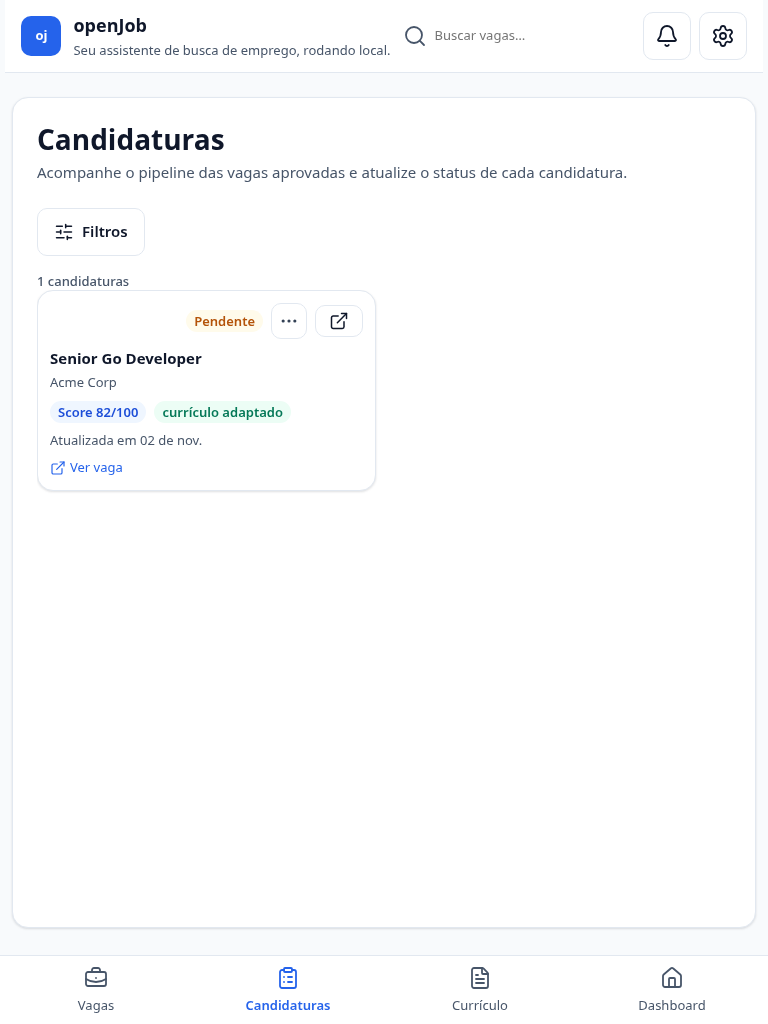 oj
openJob
Seu assistente de busca de emprego, rodando local.
Buscar vagas...
Candidaturas
Acompanhe o pipeline das vagas aprovadas e atualize o status de cada candidatura.
Filtros
1 candidaturas
Pendente
Senior Go Developer
Acme Corp
Score 82/100 currículo adaptado
Atualizada em 02 de nov.
Ver vaga
Vagas Candidaturas Currículo Dashboard